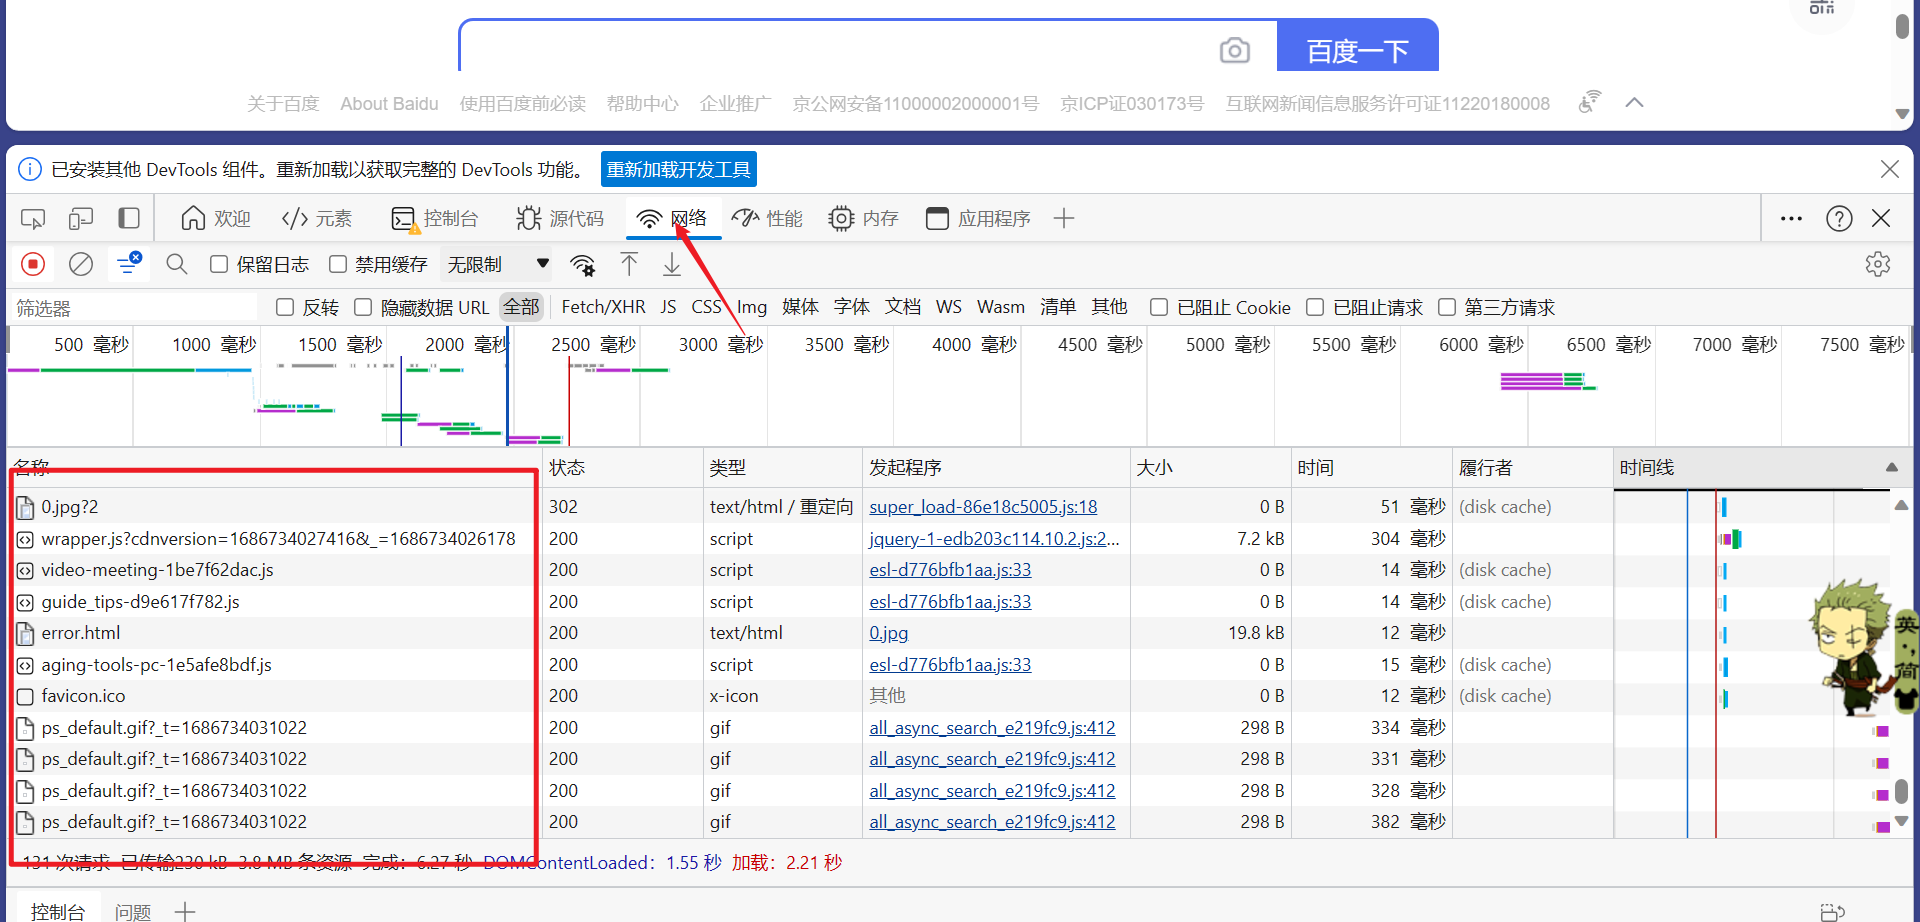 百度一下
关于百度 About Baidu 使用百度前必读 帮助中心 企业推广 京公网安备11000002000001号 京ICP证030173号 互联网新闻信息服务许可证11220180008
已安装其他 DevTools 组件。重新加载以获取完整的 DevTools 功能。 重新加载开发工具
欢迎 元素 控制台 源代码 网络 性能 内存 应用程序
保留日志 禁用缓存 无限制
筛选器 反转 隐藏数据 URL 全部 Fetch/XHR JS CSS Img 媒体 字体 文档 WS Wasm 清单 其他 已阻止 Cookie 已阻止请求 第三方请求
500 毫秒 1000 毫秒 1500 毫秒 2000 毫秒 2500 毫秒 3000 毫秒 3500 毫秒 4000 毫秒 4500 毫秒 5000 毫秒 5500 毫秒 6000 毫秒 6500 毫秒 7000 毫秒 7500 毫秒
名称 状态 类型 发起程序 大小 时间 履行者 时间线
0.jpg?2 302 text/html / 重定向 super_load-86e18c5005.js:18 0 B 51 毫秒 (disk cache)
wrapper.js?cdnversion=1686734027416&_=1686734026178 200 script jquery-1-edb203c114.10.2.js:2... 7.2 kB 304 毫秒
video-meeting-1be7f62dac.js 200 script esl-d776bfb1aa.js:33 0 B 14 毫秒 (disk cache)
guide_tips-d9e617f782.js 200 script esl-d776bfb1aa.js:33 0 B 14 毫秒 (disk cache)
error.html 200 text/html 0.jpg 19.8 kB 12 毫秒
aging-tools-pc-1e5afe8bdf.js 200 script esl-d776bfb1aa.js:33 0 B 15 毫秒 (disk cache)
favicon.ico 200 x-icon 其他 0 B 12 毫秒 (disk cache)
ps_default.gif?_t=1686734031022 200 gif all_async_search_e219fc9.js:412 298 B 334 毫秒
ps_default.gif?_t=1686734031022 200 gif all_async_search_e219fc9.js:412 298 B 331 毫秒
ps_default.gif?_t=1686734031022 200 gif all_async_search_e219fc9.js:412 298 B 328 毫秒
ps_default.gif?_t=1686734031022 200 gif all_async_search_e219fc9.js:412 298 B 382 毫秒
英
简
131 次请求 已传输230 kB 3.8 MB 条资源 完成：6.27 秒 DOMContentLoaded：1.55 秒 加载：2.21 秒
控制台 问题